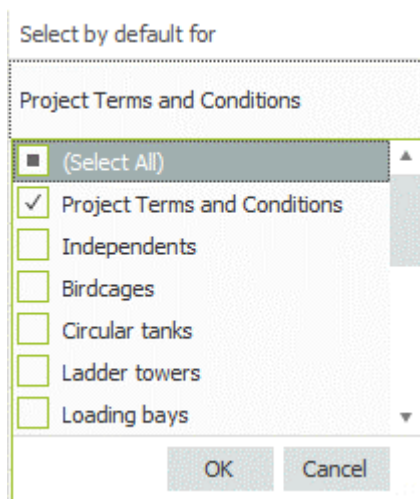 Select by default for
Project Terms and Conditions
(Select All)
Project Terms and Conditions
Independents
Birdcages
Circular tanks
Ladder towers
Loading bays
OK Cancel